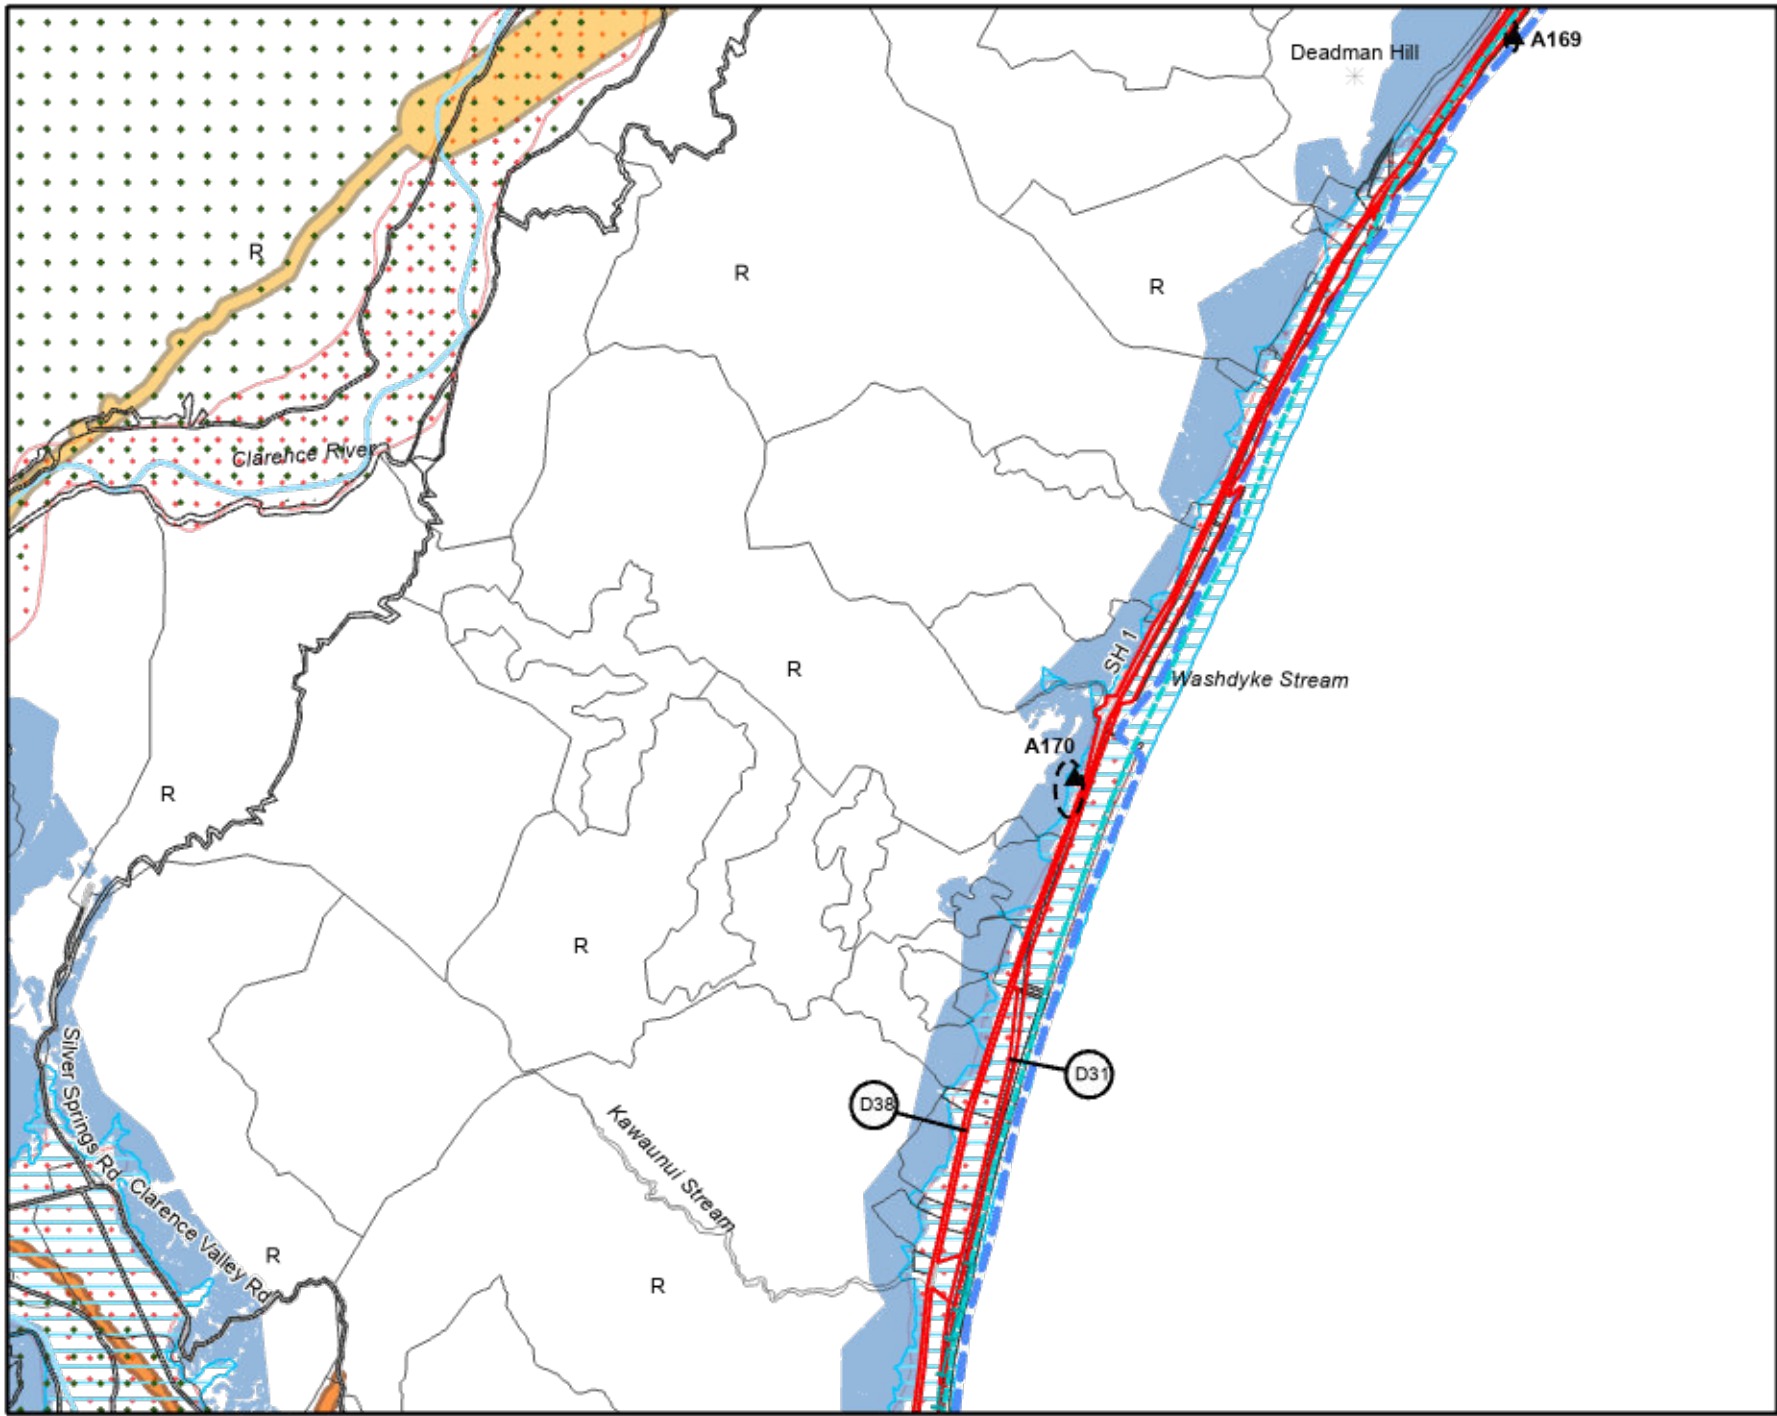 A169
Deadman Hill
R
R
R
Clarence River
SH 1
R
Washdyke Stream
A170
R
R
Silver Springs Rd - Clarence Valley Rd
D31
D38
Kawaunui Stream
R
R